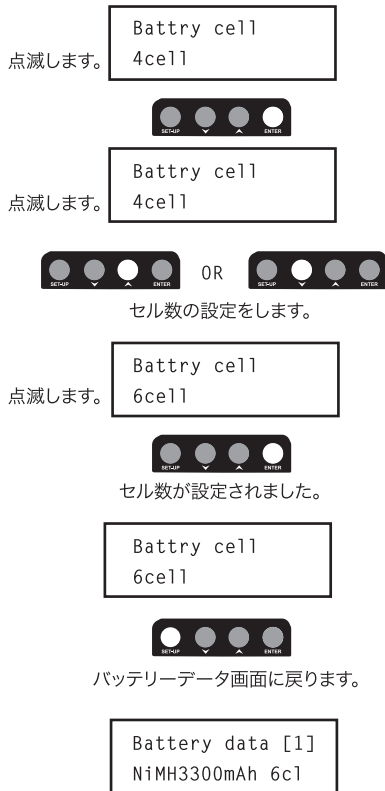 Battry cell
点滅します。 4cell
SET-UP ENTER
Battry cell
点滅します。 4cell
SET-UP ENTER OR SET-UP ENTER
セル数の設定をします。
Battry cell
点滅します。 6cell
SET-UP ENTER
セル数が設定されました。
Battry cell
6cell
SET-UP ENTER
バッテリーデータ画面に戻ります。
Battery data [1]
NiMH3300mAh 6cl